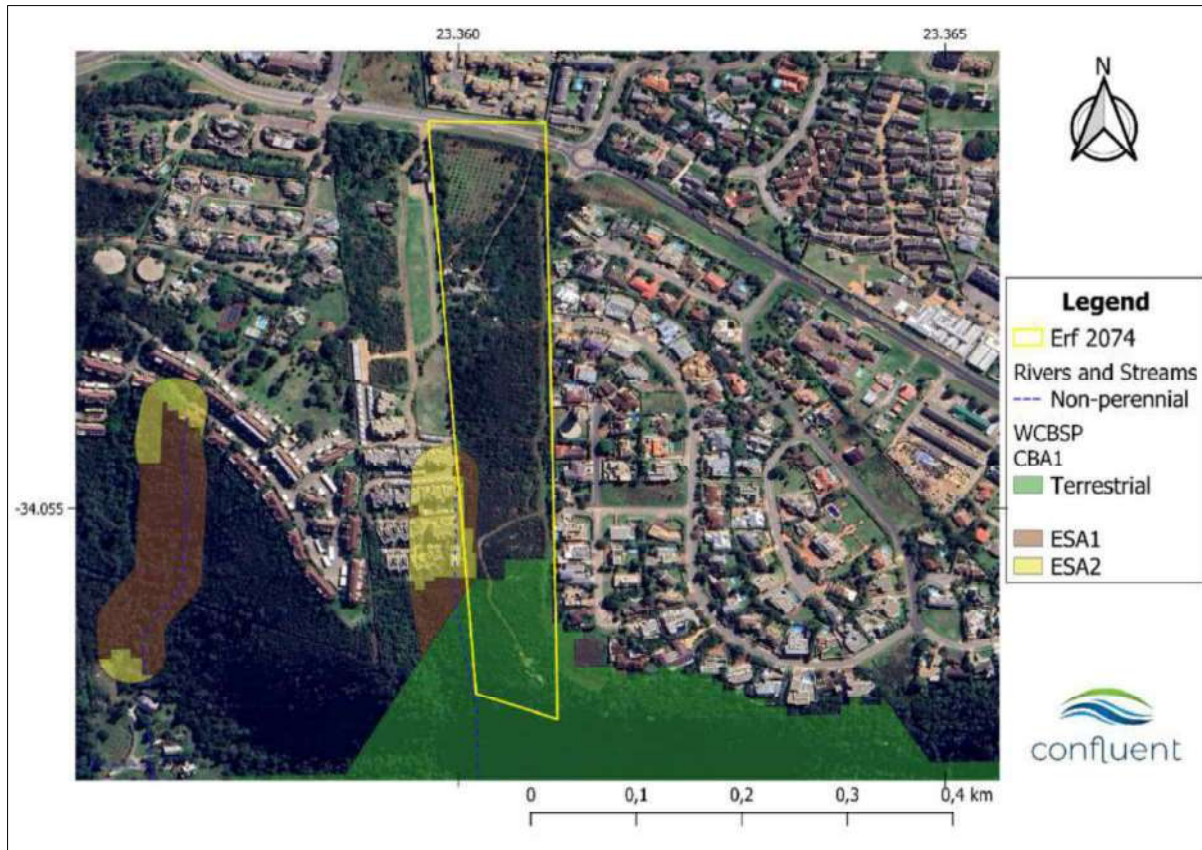 23.360
23.365
N
-34.055
Legend
Erf 2074
Rivers and Streams
Non-perennial
WCBSP
CBA1
Terrestrial
ESA1
ESA2
confluent
0 0,1 0,2 0,3 0,4 km